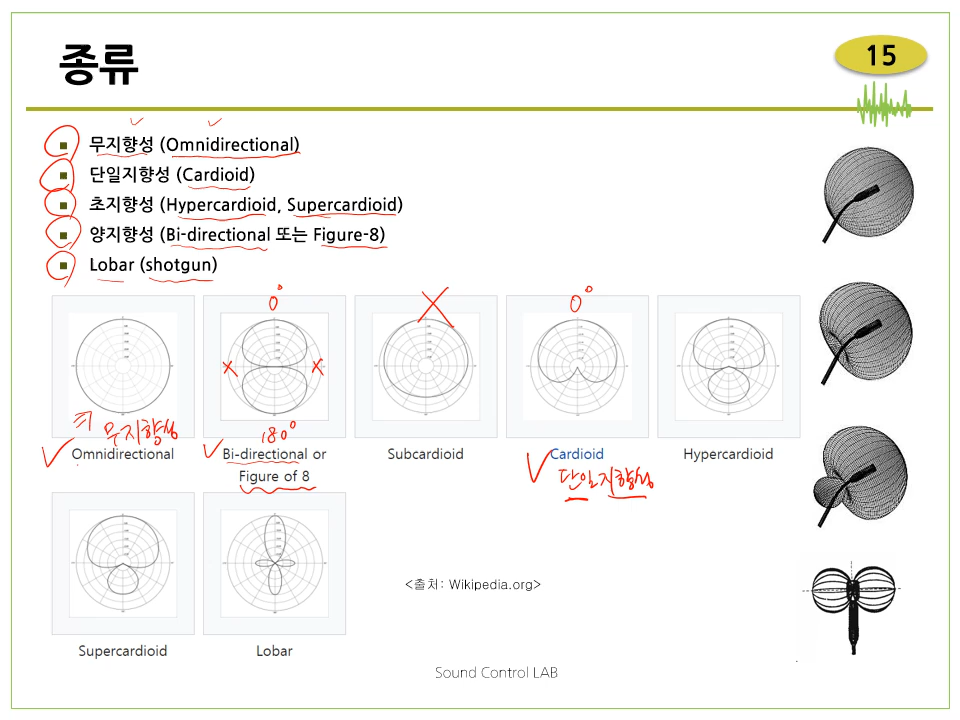 종류
15
무지향성 (Omnidirectional)
단일지향성 (Cardioid)
초지향성 (Hypercardioid, Supercardioid)
양지향성 (Bi-directional 또는 Figure-8)
Lobar (shotgun)
0°
0°
180°
무지향성
Omnidirectional
Bi-directional or
Figure of 8
Subcardioid
Cardioid
단일지향성
Hypercardioid
<출처: Wikipedia.org>
Supercardioid
Lobar
Sound Control LAB